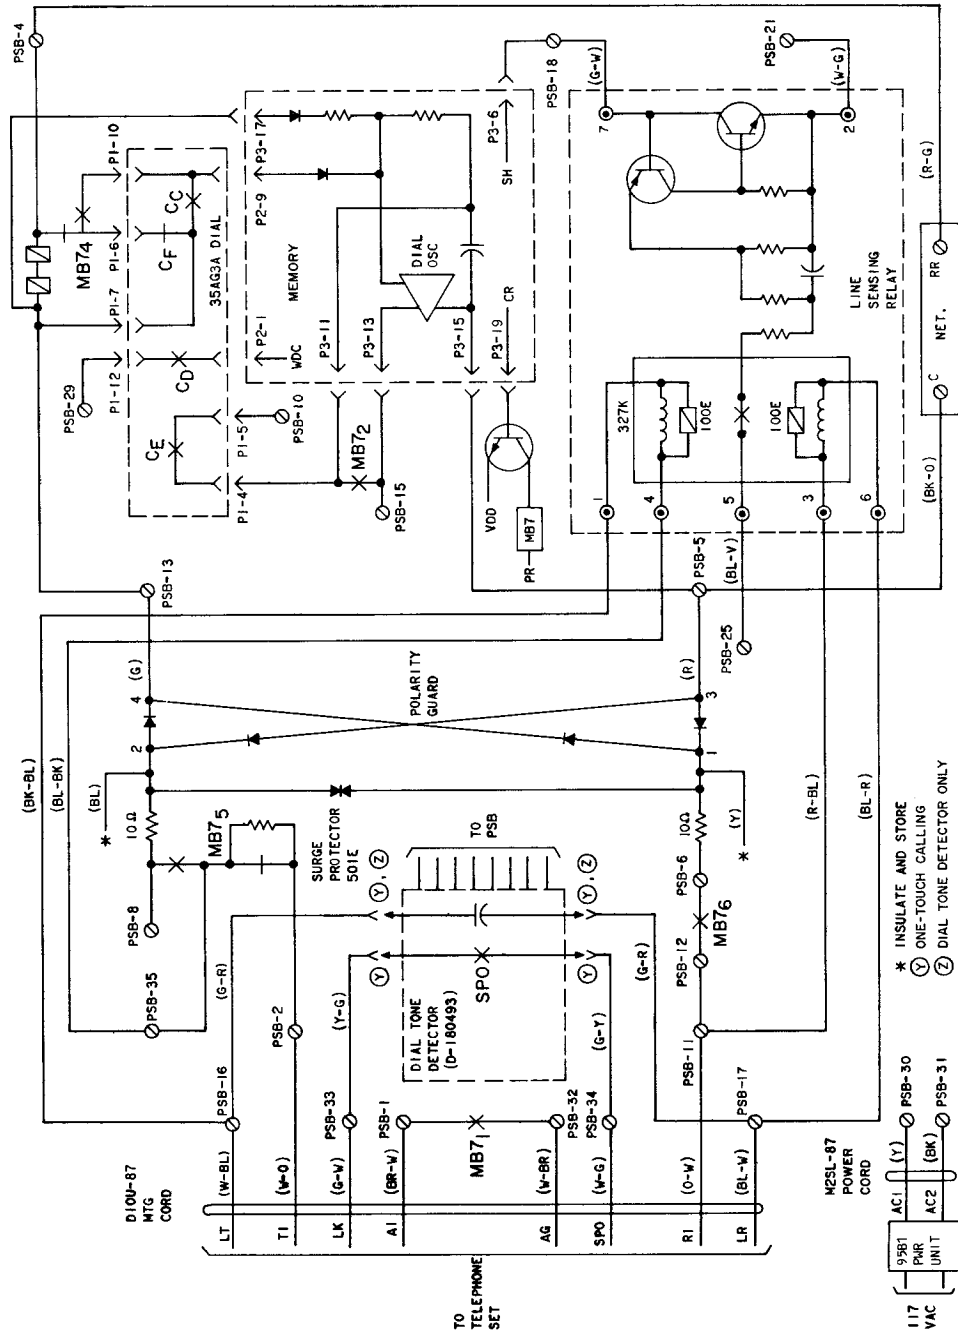 PSB-4
P1-10
MB7₄
P1-6
P1-7
P1-12
PSB-29
C_C
C_F
C_D
C_E
35AG3A DIAL
P1-5
PSB-10
P1-4
PSB-13
P3-17
P2-9
P2-1
WDC
MEMORY
DIAL
OSC
P3-11
P3-13
P3-15
P3-19
CR
SH
P3-6
PSB-18
(G-W)
PSB-21
(W-G)
7
2
MB7₂
PSB-15
VDD
PR
MB7
LINE
SENSING
RELAY
327K
100E
100E
1
4
5
3
6
(R-G)
RR
NET.
C
(BK-O)
PSB-5
(BL-V)
PSB-25
(G)
(R)
4
2
3
1
POLARITY
GUARD
(BK-BL)
(BL-BK)
* (BL)
10Ω
MB7₅
PSB-8
PSB-35
SURGE
PROTECTOR
501E
TO
PSB
(Y), (Z)
(Y)
(Y), (Z)
(Y)
SPO
DIAL TONE
DETECTOR
(D-180493)
(G-R)
(Y-G)
(G-Y)
(G-R)
10Ω
* (Y)
PSB-6
MB7₆
PSB-12
PSB-11
(R-BL)
(BL-R)
PSB-16
PSB-2
PSB-33
PSB-1
MB7₁
PSB-32
PSB-34
PSB-17
D10U-87
MTG
CORD
LT (W-BL)
T1 (W-O)
LK (G-W)
A1 (BR-W)
AG (W-BR)
SPO (W-G)
R1 (O-W)
LR (BL-W)
TO
TELEPHONE
SET
* INSULATE AND STORE
(Y) ONE-TOUCH CALLING
(Z) DIAL TONE DETECTOR ONLY
M2SL-87
POWER
CORD
PSB-30
PSB-31
(Y)
(BK)
AC1
AC2
95B1
PWR
UNIT
117
VAC